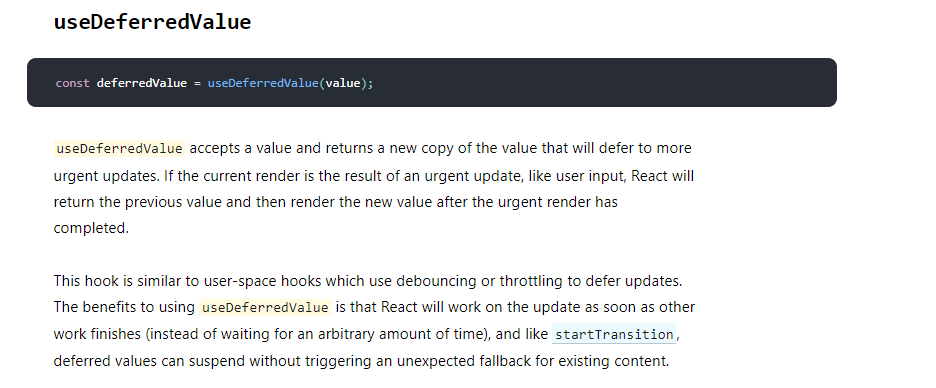 useDeferredValue
const deferredValue = useDeferredValue(value);
useDeferredValue accepts a value and returns a new copy of the value that will defer to more
urgent updates. If the current render is the result of an urgent update, like user input, React will
return the previous value and then render the new value after the urgent render has
completed.
This hook is similar to user-space hooks which use debouncing or throttling to defer updates.
The benefits to using useDeferredValue is that React will work on the update as soon as other
work finishes (instead of waiting for an arbitrary amount of time), and like startTransition,
deferred values can suspend without triggering an unexpected fallback for existing content.